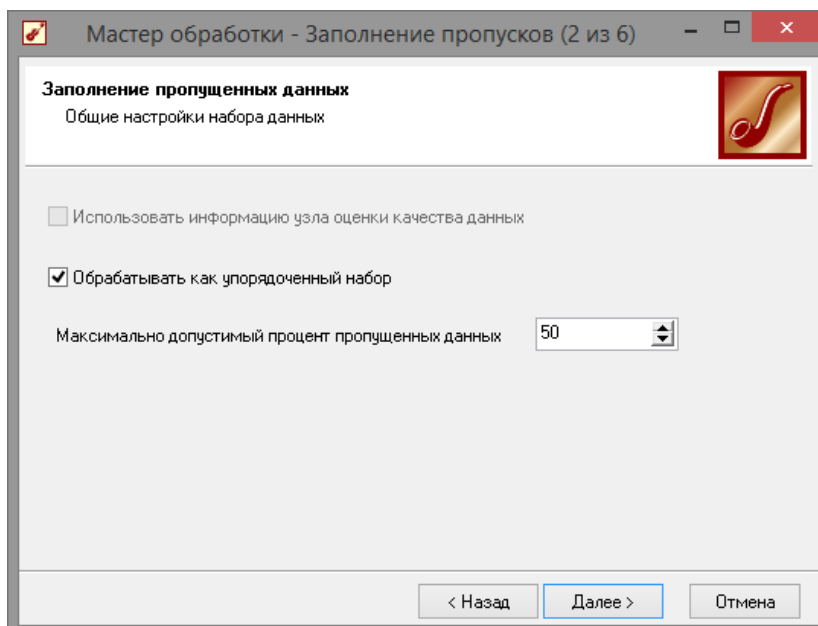 Мастер обработки - Заполнение пропусков (2 из 6)
Заполнение пропущенных данных
Общие настройки набора данных
Использовать информацию узла оценки качества данных
Обрабатывать как упорядоченный набор
Максимально допустимый процент пропущенных данных 50
< Назад Далее > Отмена